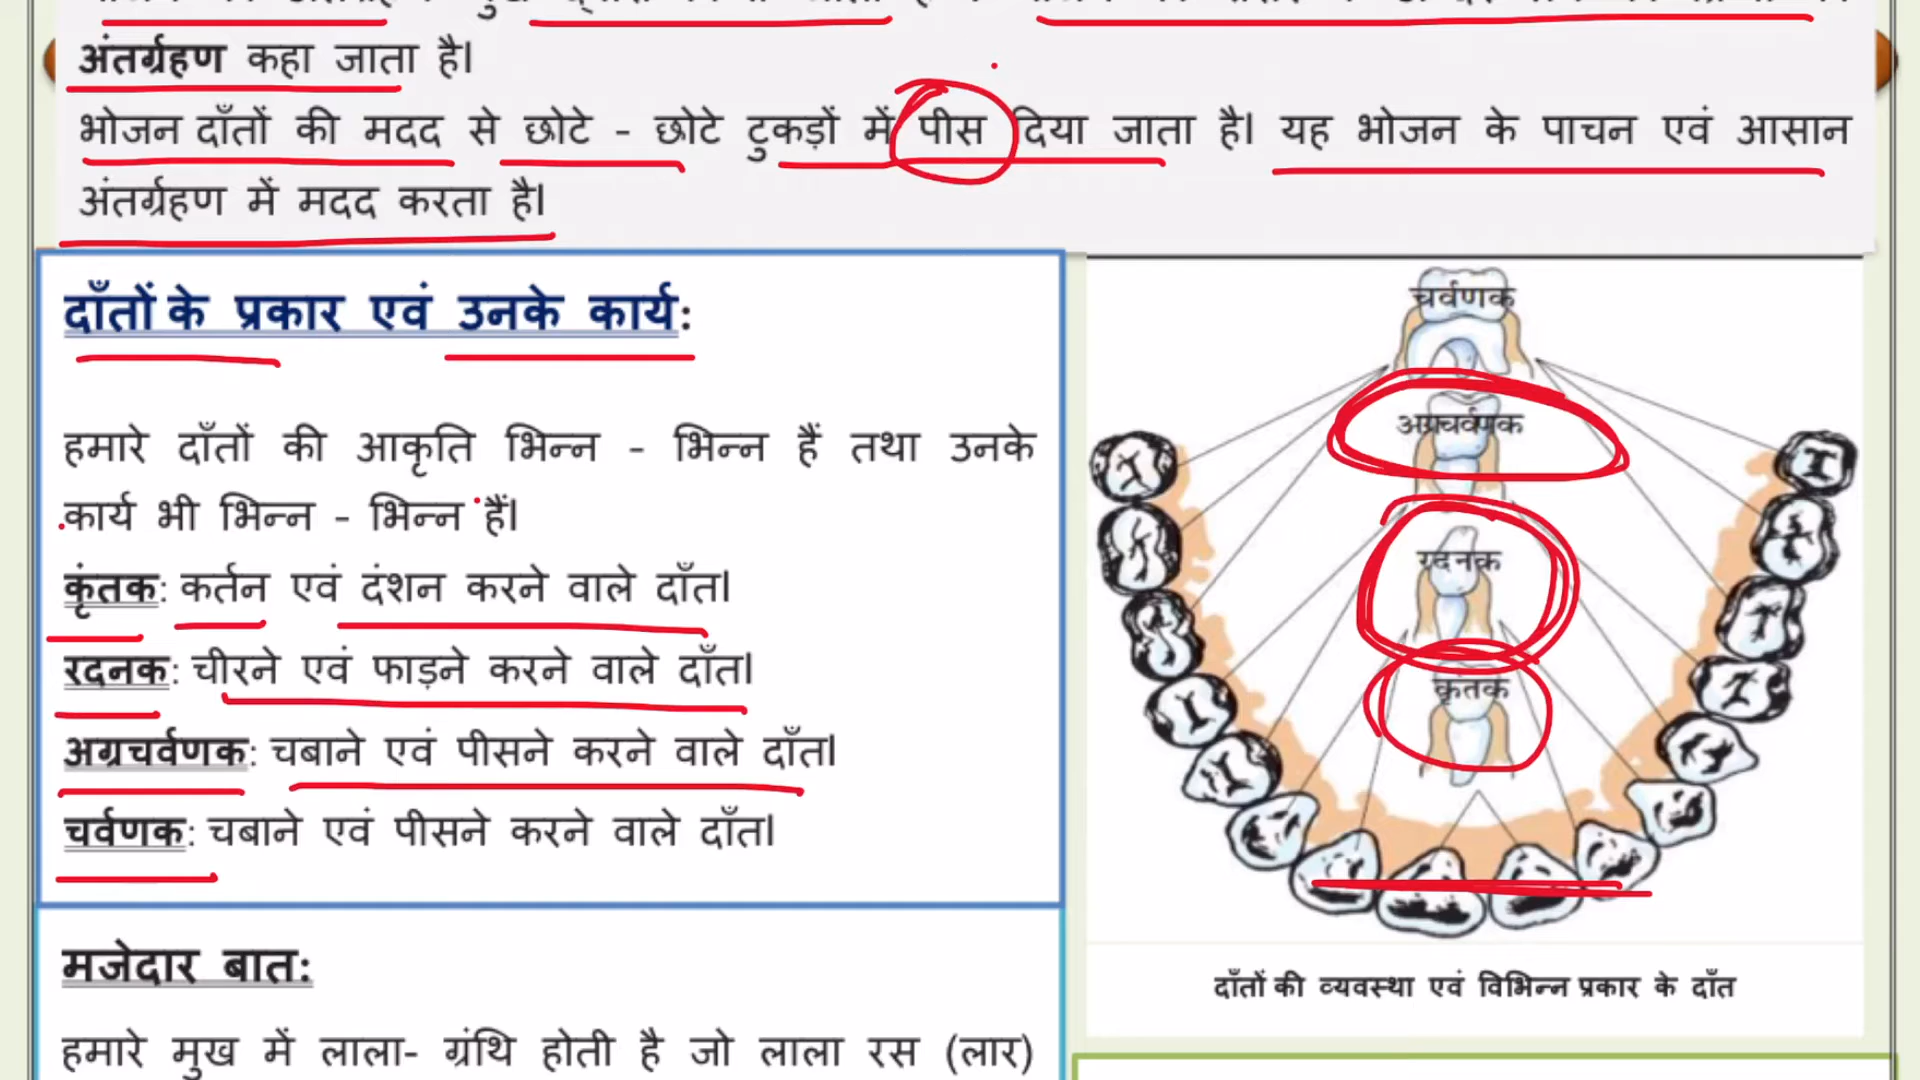 अंतर्ग्रहण कहा जाता है।
भोजन दाँतों की मदद से छोटे - छोटे टुकड़ों में पीस दिया जाता है। यह भोजन के पाचन एवं आसान
अंतर्ग्रहण में मदद करता है।
दाँतों के प्रकार एवं उनके कार्य:
हमारे दाँतों की आकृति भिन्न - भिन्न हैं तथा उनके
कार्य भी भिन्न - भिन्न हैं।
कृंतक: कर्तन एवं दंशन करने वाले दाँत।
रदनक: चीरने एवं फाड़ने करने वाले दाँत।
अग्रचर्वणक: चबाने एवं पीसने करने वाले दाँत।
चर्वणक: चबाने एवं पीसने करने वाले दाँत।
मजेदार बात:
हमारे मुख में लाला- ग्रंथि होती है जो लाला रस (लार)
चर्वणक
अग्रचर्वणक
रदनक
कृतक
दाँतों की व्यवस्था एवं विभिन्न प्रकार के दाँत